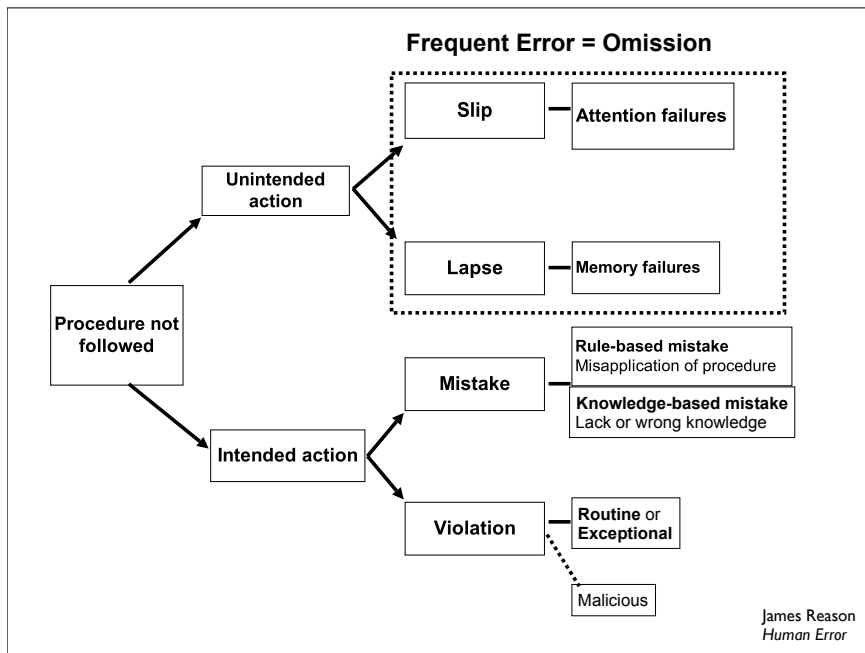 Frequent Error = Omission
Slip
Attention failures
Unintended
action
Lapse
Memory failures
Procedure not
followed
Rule-based mistake
Misapplication of procedure
Mistake
Knowledge-based mistake
Lack or wrong knowledge
Intended action
Violation
Routine or
Exceptional
Malicious
James Reason
Human Error